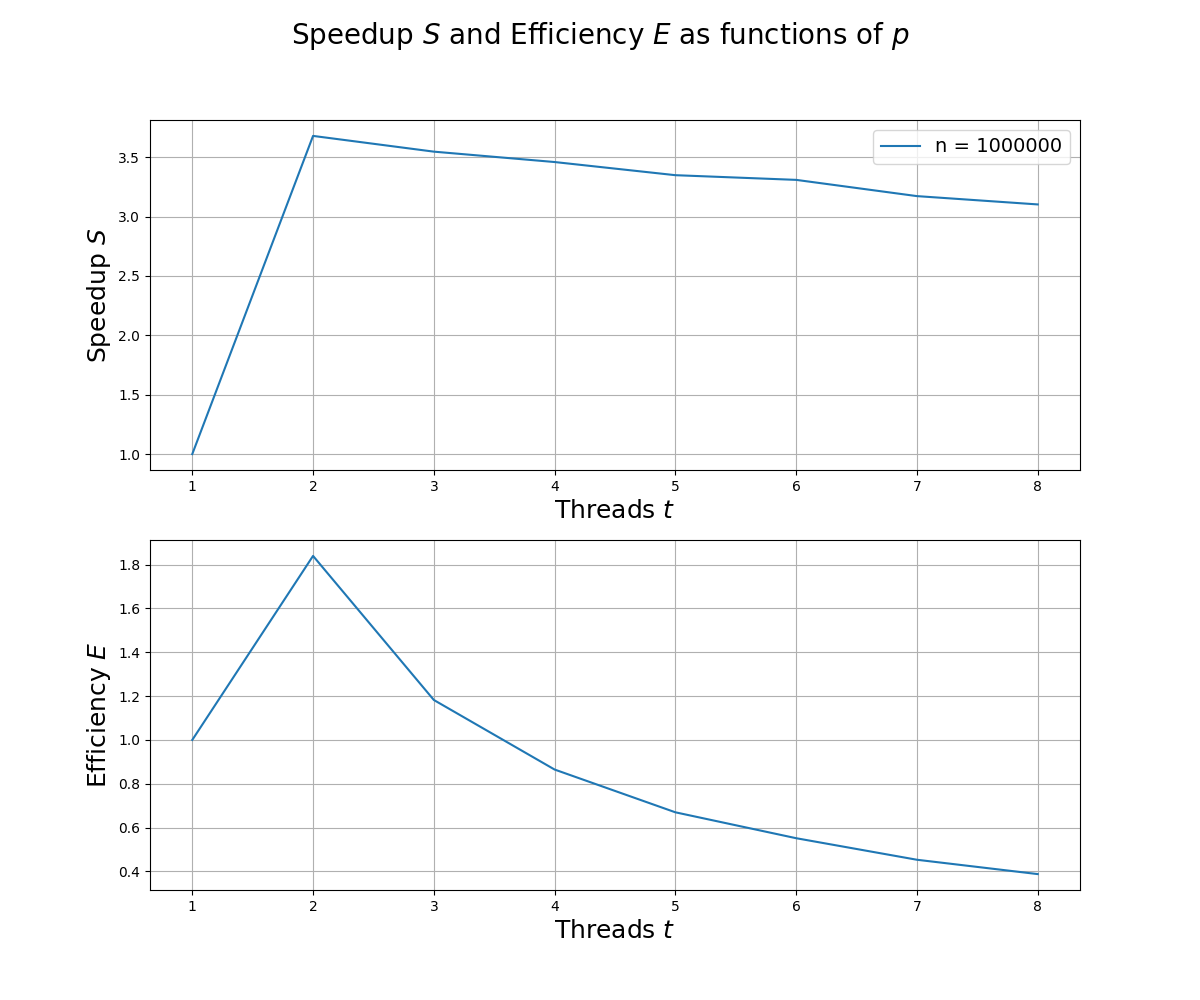 Speedup S and Efficiency E as functions of p
n = 1000000
Speedup S
3.5
3.0
2.5
2.0
1.5
1.0
1 2 3 4 5 6 7 8
Threads t
Efficiency E
1.8
1.6
1.4
1.2
1.0
0.8
0.6
0.4
1 2 3 4 5 6 7 8
Threads t